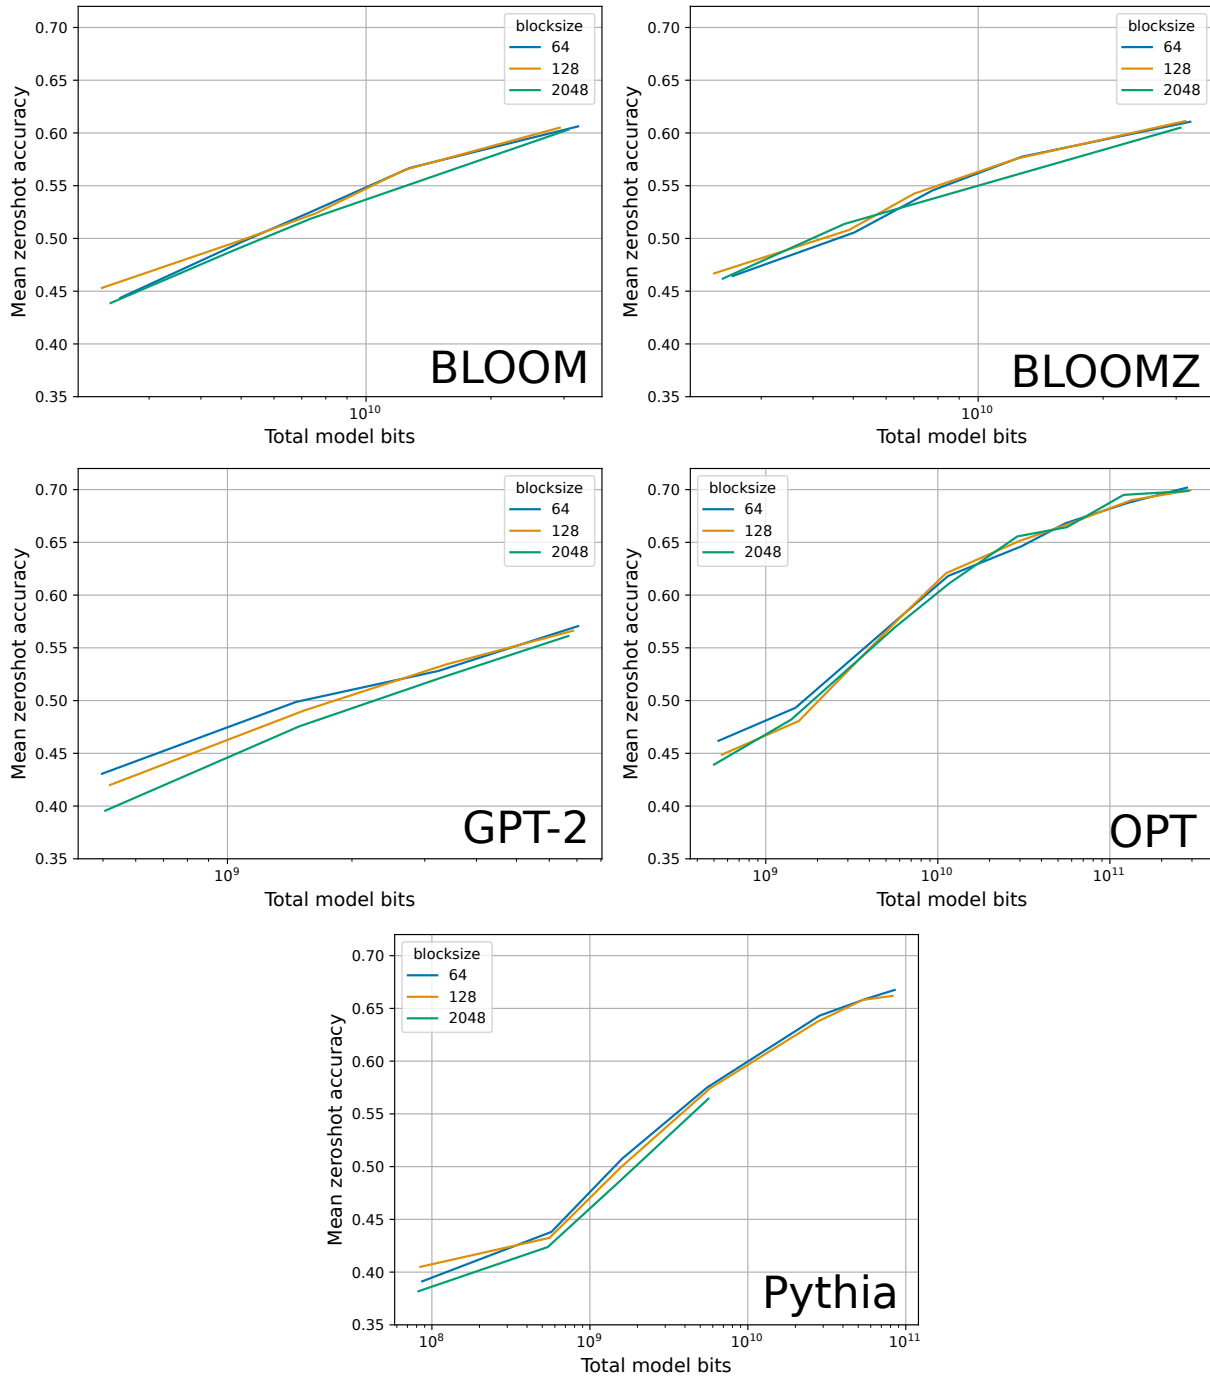 blocksize
64
128
2048
0.70
0.65
0.60
0.55
0.50
0.45
0.40
0.35
Mean zeroshot accuracy
10^10
Total model bits
BLOOM
blocksize
64
128
2048
0.70
0.65
0.60
0.55
0.50
0.45
0.40
0.35
Mean zeroshot accuracy
10^10
Total model bits
BLOOMZ
blocksize
64
128
2048
0.70
0.65
0.60
0.55
0.50
0.45
0.40
0.35
Mean zeroshot accuracy
10^9
Total model bits
GPT-2
blocksize
64
128
2048
0.70
0.65
0.60
0.55
0.50
0.45
0.40
0.35
Mean zeroshot accuracy
10^9 10^10 10^11
Total model bits
OPT
blocksize
64
128
2048
0.70
0.65
0.60
0.55
0.50
0.45
0.40
0.35
Mean zeroshot accuracy
10^8 10^9 10^10 10^11
Total model bits
Pythia